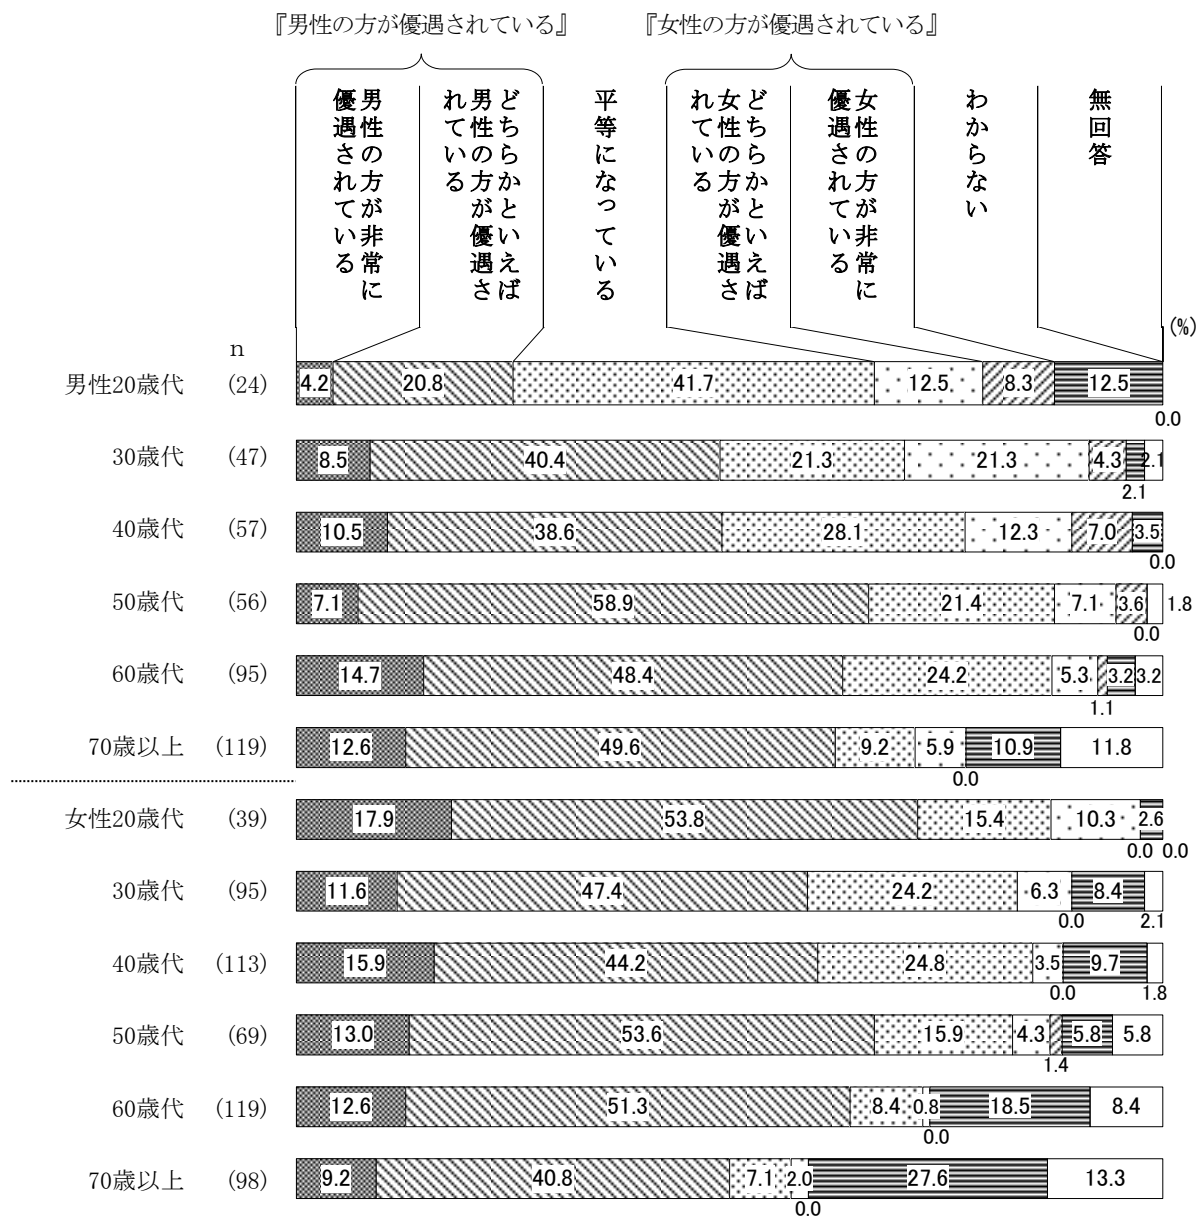 『男性の方が優遇されている』 『女性の方が優遇されている』
男性の方が非常に
優遇されている
どちらかといえば
男性の方が優遇さ
れている
平等になっている
どちらかといえば
女性の方が優遇さ
れている
女性の方が非常に
優遇されている
わからない
無回答
(%)
n
男性20歳代 (24) 4.2 20.8 41.7 12.5 8.3 12.5
0.0
30歳代 (47) 8.5 40.4 21.3 21.3 4.3 2.1
2.1
40歳代 (57) 10.5 38.6 28.1 12.3 7.0 3.5
0.0
50歳代 (56) 7.1 58.9 21.4 7.1 3.6 1.8
0.0
60歳代 (95) 14.7 48.4 24.2 5.3 3.2 3.2
1.1
70歳以上 (119) 12.6 49.6 9.2 5.9 10.9 11.8
0.0
女性20歳代 (39) 17.9 53.8 15.4 10.3 2.6
0.0 0.0
30歳代 (95) 11.6 47.4 24.2 6.3 8.4
0.0 2.1
40歳代 (113) 15.9 44.2 24.8 3.5 9.7
0.0 1.8
50歳代 (69) 13.0 53.6 15.9 4.3 5.8 5.8
1.4
60歳代 (119) 12.6 51.3 8.4 0.8 18.5 8.4
0.0
70歳以上 (98) 9.2 40.8 7.1 2.0 27.6 13.3
0.0